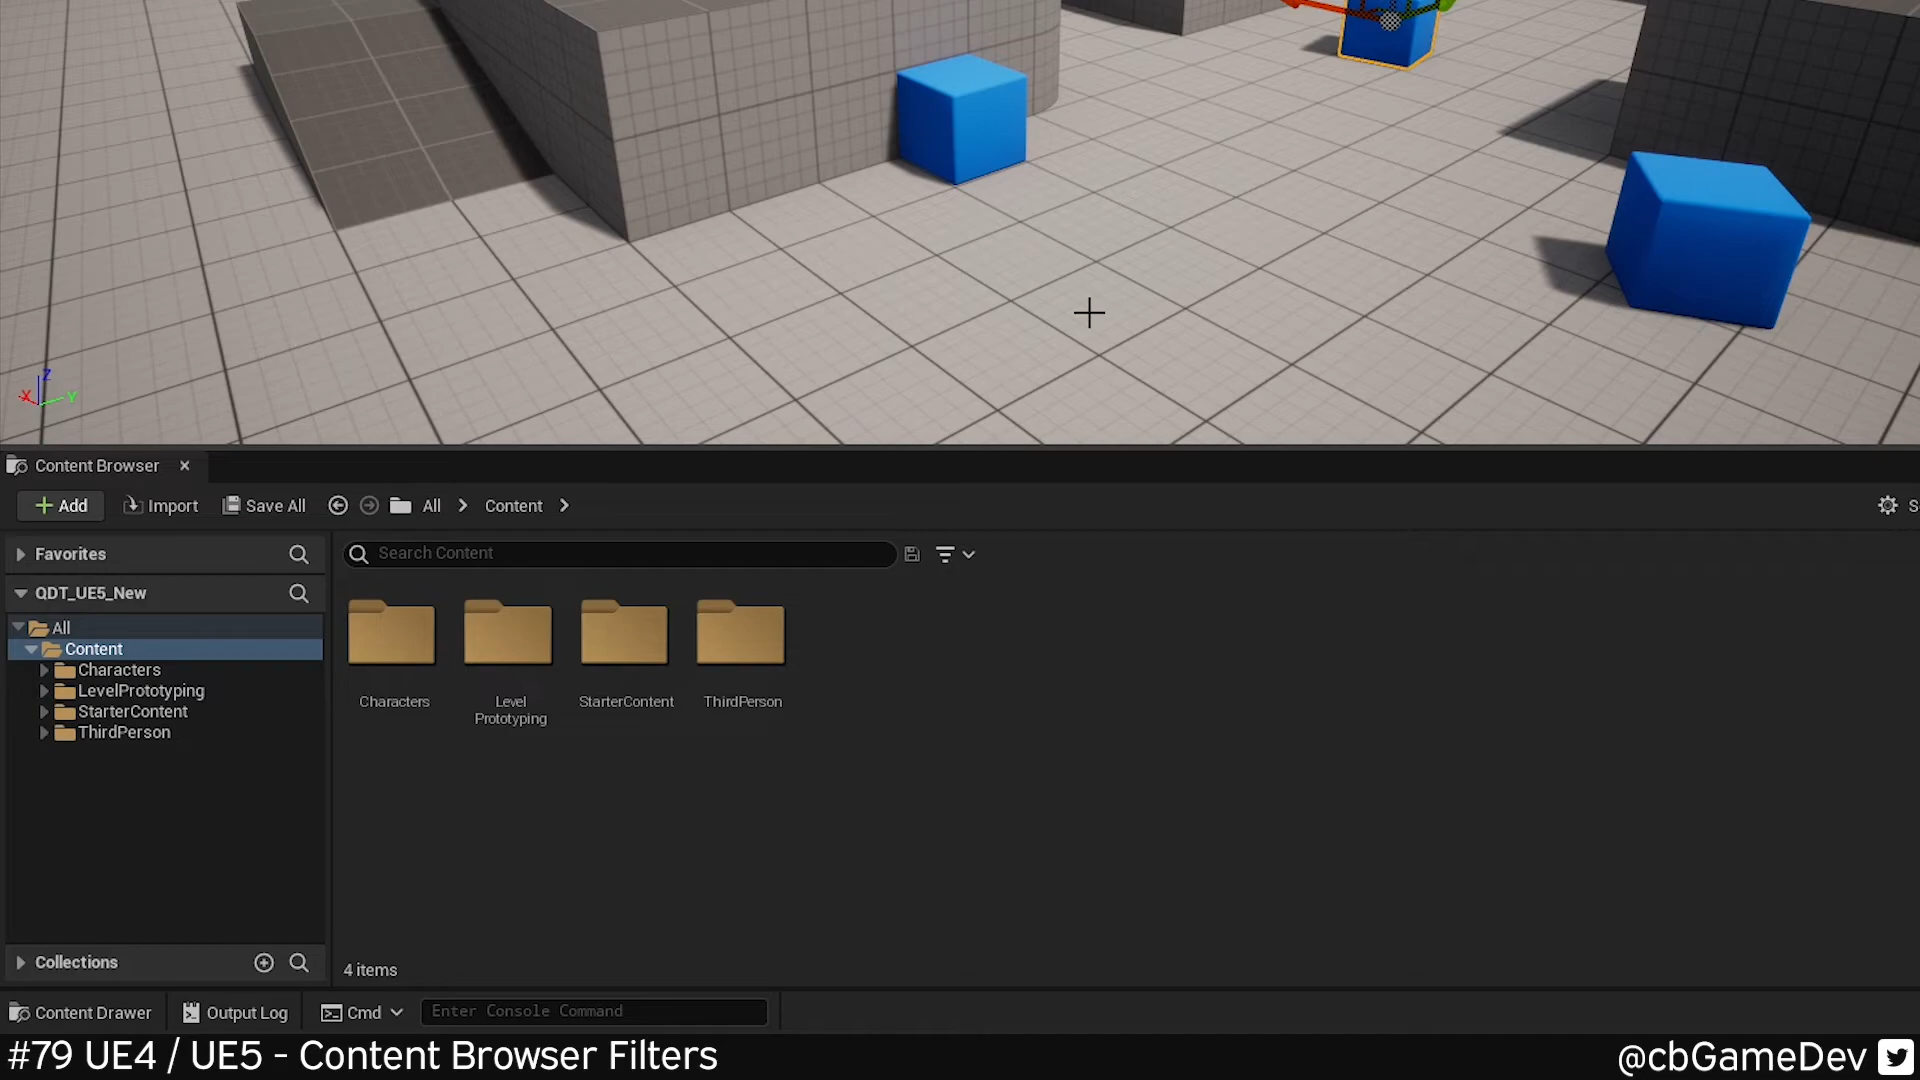 Z
X
Y
Content Browser
Add
Import
Save All
All
Content
Favorites
Search Content
QDT_UE5_New
All
Content
Characters
LevelPrototyping
StarterContent
ThirdPerson
Characters
Level
Prototyping
StarterContent
ThirdPerson
Collections
4 items
Content Drawer
Output Log
Cmd
Enter Console Command
#79 UE4 / UE5 - Content Browser Filters
@cbGameDev